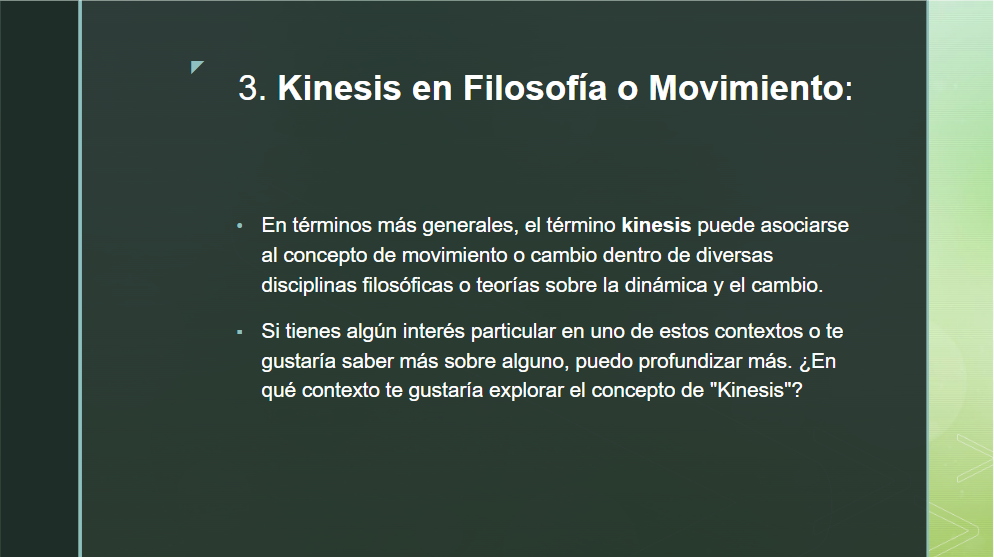 3. Kinesis en Filosofía o Movimiento:
• En términos más generales, el término kinesis puede asociarse
al concepto de movimiento o cambio dentro de diversas
disciplinas filosóficas o teorías sobre la dinámica y el cambio.
▪ Si tienes algún interés particular en uno de estos contextos o te
gustaría saber más sobre alguno, puedo profundizar más. ¿En
qué contexto te gustaría explorar el concepto de "Kinesis"?